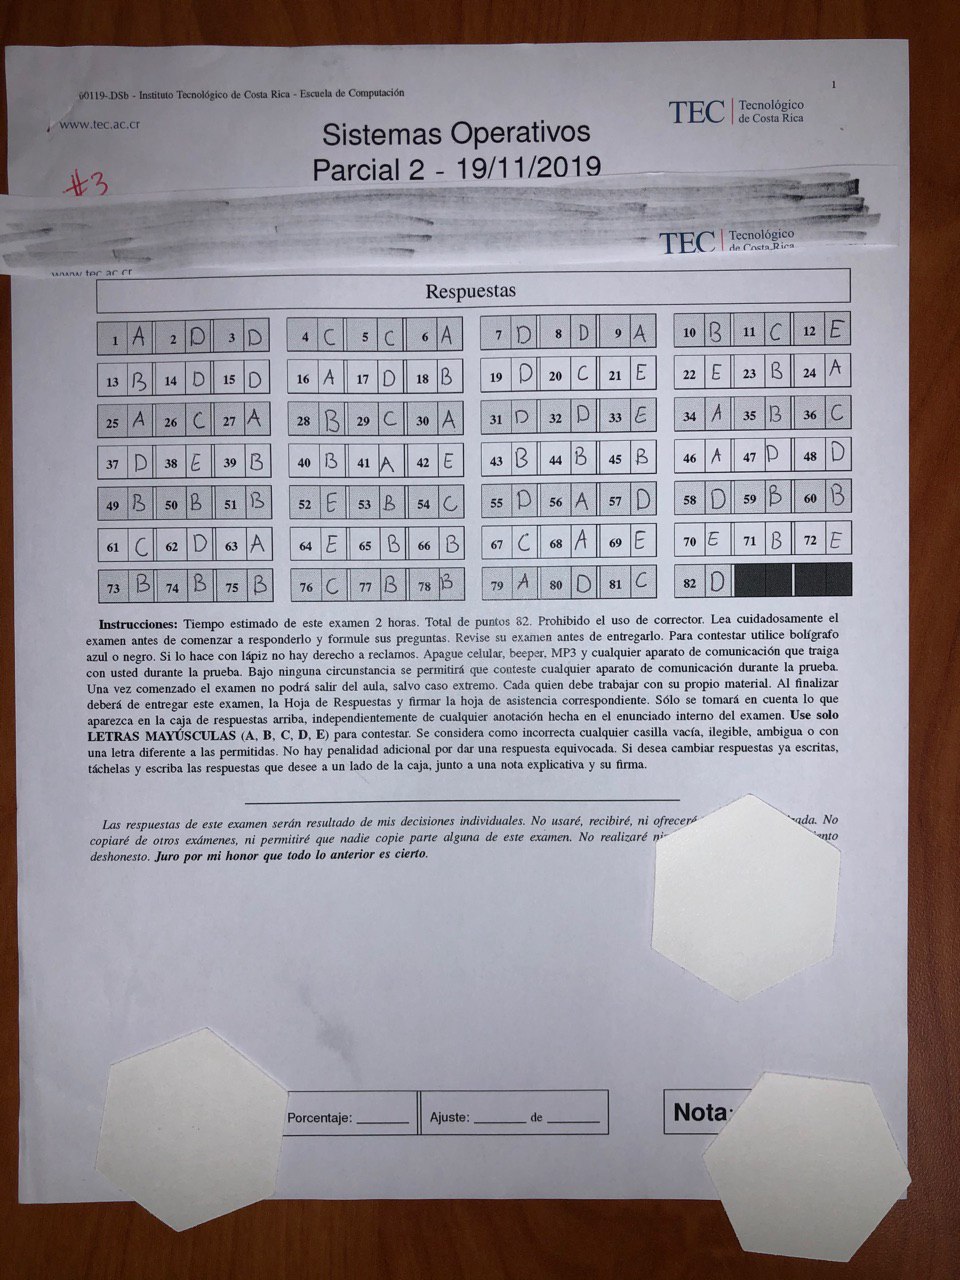 60119-.DSb - Instituto Tecnológico de Costa Rica - Escuela de Computación
1
www.tec.ac.cr
TEC Tecnológico de Costa Rica
Sistemas Operativos
Parcial 2 - 19/11/2019
#3
TEC Tecnológico de Costa Rica
www.tec.ac.cr
Respuestas
1 A 2 D 3 D 4 C 5 C 6 A 7 D 8 D 9 A 10 B 11 C 12 E
13 B 14 D 15 D 16 A 17 D 18 B 19 D 20 C 21 E 22 E 23 B 24 A
25 A 26 C 27 A 28 B 29 C 30 A 31 D 32 D 33 E 34 A 35 B 36 C
37 D 38 E 39 B 40 B 41 A 42 E 43 B 44 B 45 B 46 A 47 D 48 D
49 B 50 B 51 B 52 E 53 B 54 C 55 D 56 A 57 D 58 D 59 B 60 B
61 C 62 D 63 A 64 E 65 B 66 B 67 C 68 A 69 E 70 E 71 B 72 E
73 B 74 B 75 B 76 C 77 B 78 B 79 A 80 D 81 C 82 D
Instrucciones: Tiempo estimado de este examen 2 horas. Total de puntos 82. Prohibido el uso de corrector. Lea cuidadosamente el
examen antes de comenzar a responderlo y formule sus preguntas. Revise su examen antes de entregarlo. Para contestar utilice bolígrafo
azul o negro. Si lo hace con lápiz no hay derecho a reclamos. Apague celular, beeper, MP3 y cualquier aparato de comunicación que traiga
con usted durante la prueba. Bajo ninguna circunstancia se permitirá que conteste cualquier aparato de comunicación durante la prueba.
Una vez comenzado el examen no podrá salir del aula, salvo caso extremo. Cada quien debe trabajar con su propio material. Al finalizar
deberá de entregar este examen, la Hoja de Respuestas y firmar la hoja de asistencia correspondiente. Sólo se tomará en cuenta lo que
aparezca en la caja de respuestas arriba, independientemente de cualquier anotación hecha en el enunciado interno del examen. Use solo
LETRAS MAYÚSCULAS (A, B, C, D, E) para contestar. Se considera como incorrecta cualquier casilla vacía, ilegible, ambigua o con
una letra diferente a las permitidas. No hay penalidad adicional por dar una respuesta equivocada. Si desea cambiar respuestas ya escritas,
táchelas y escriba las respuestas que desee a un lado de la caja, junto a una nota explicativa y su firma.
Las respuestas de este examen serán resultado de mis decisiones individuales. No usaré, recibiré, ni ofreceré No
copiaré de otros exámenes, ni permitiré que nadie copie parte alguna de este examen. No realizaré
deshonesto. Juro por mi honor que todo lo anterior es cierto.
Porcentaje: Ajuste: de Nota: